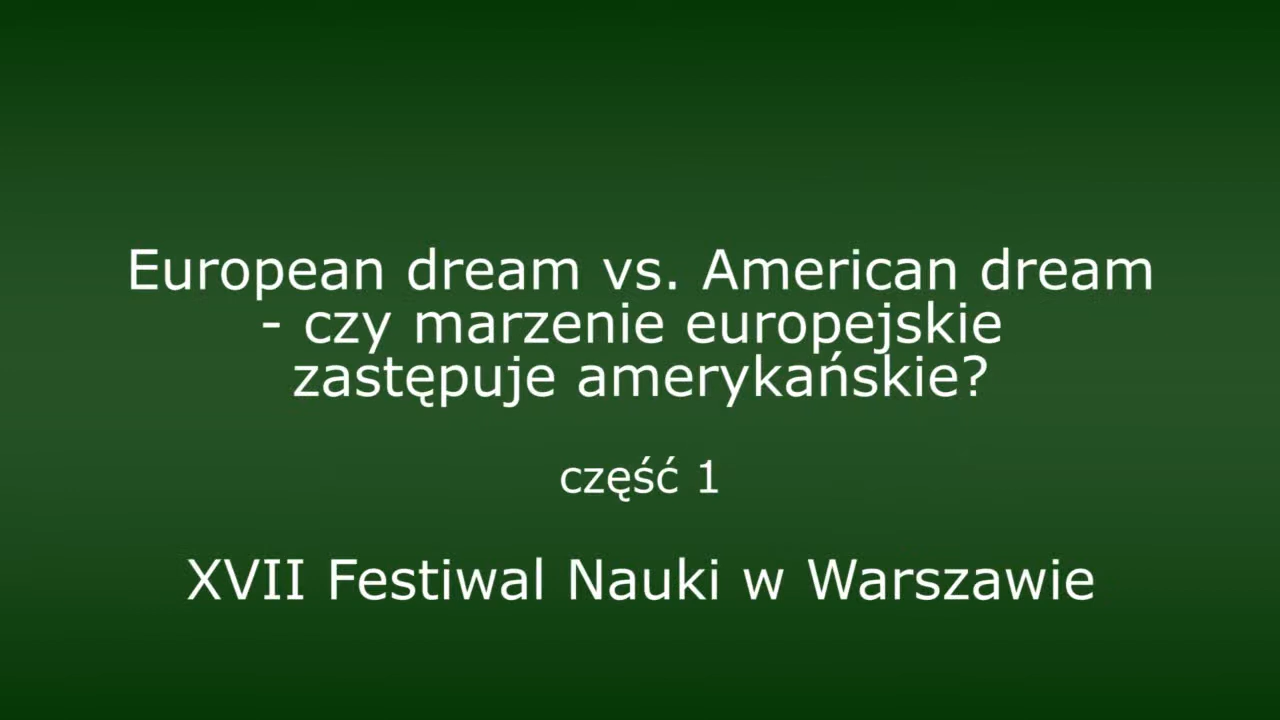 European dream vs. American dream
- czy marzenie europejskie
zastępuje amerykańskie?
część 1
XVII Festiwal Nauki w Warszawie